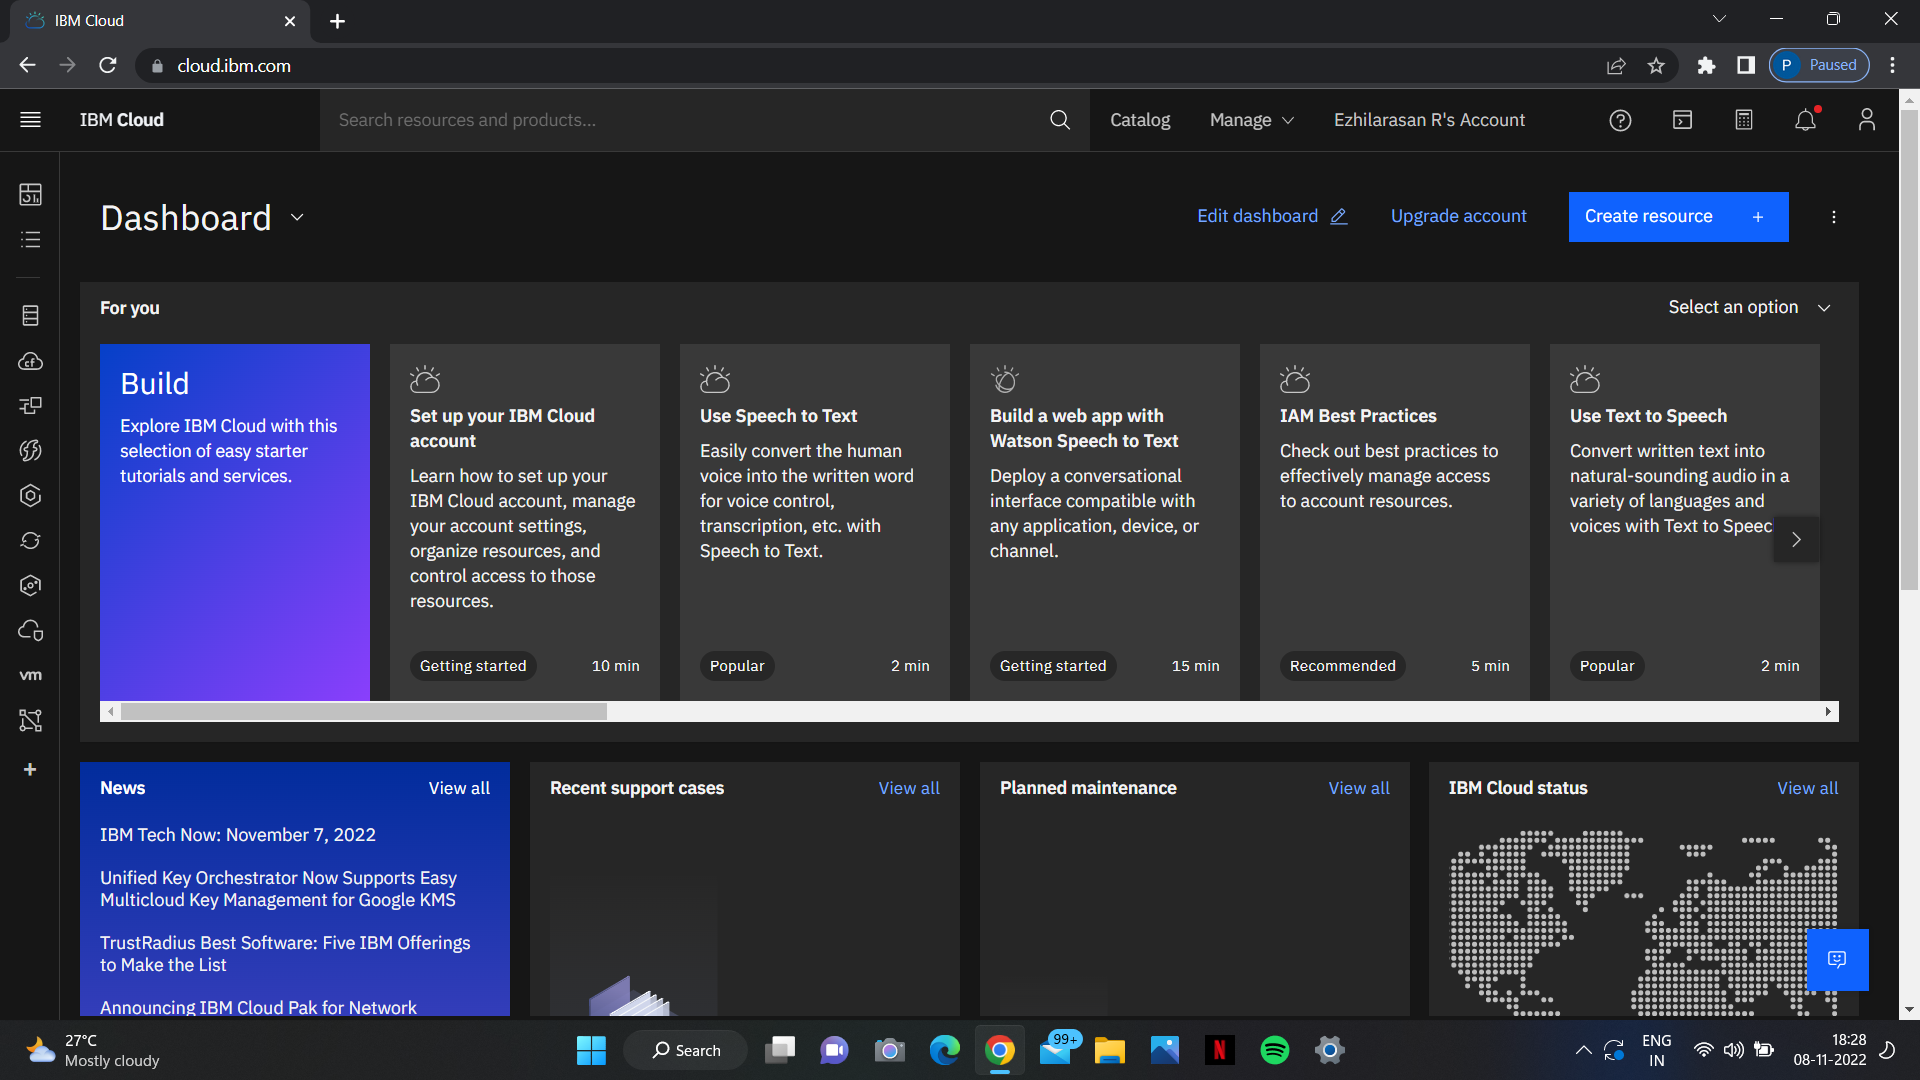 IBM Cloud
cloud.ibm.com
P Paused
IBM Cloud
Search resources and products...
Catalog
Manage
Ezhilarasan R's Account
Dashboard
Edit dashboard
Upgrade account
Create resource +
For you
Select an option
Build
Explore IBM Cloud with this
selection of easy starter
tutorials and services.
Set up your IBM Cloud
account
Learn how to set up your
IBM Cloud account, manage
your account settings,
organize resources, and
control access to those
resources.
Getting started 10 min
Use Speech to Text
Easily convert the human
voice into the written word
for voice control,
transcription, etc. with
Speech to Text.
Popular 2 min
Build a web app with
Watson Speech to Text
Deploy a conversational
interface compatible with
any application, device, or
channel.
Getting started 15 min
IAM Best Practices
Check out best practices to
effectively manage access
to account resources.
Recommended 5 min
Use Text to Speech
Convert written text into
natural-sounding audio in a
variety of languages and
voices with Text to Speec
Popular 2 min
cf
vm
News View all
IBM Tech Now: November 7, 2022
Unified Key Orchestrator Now Supports Easy
Multicloud Key Management for Google KMS
TrustRadius Best Software: Five IBM Offerings
to Make the List
Announcing IBM Cloud Pak for Network
Recent support cases View all
Planned maintenance View all
IBM Cloud status View all
27°C
Mostly cloudy
Search
99+
N
ENG
IN
18:28
08-11-2022